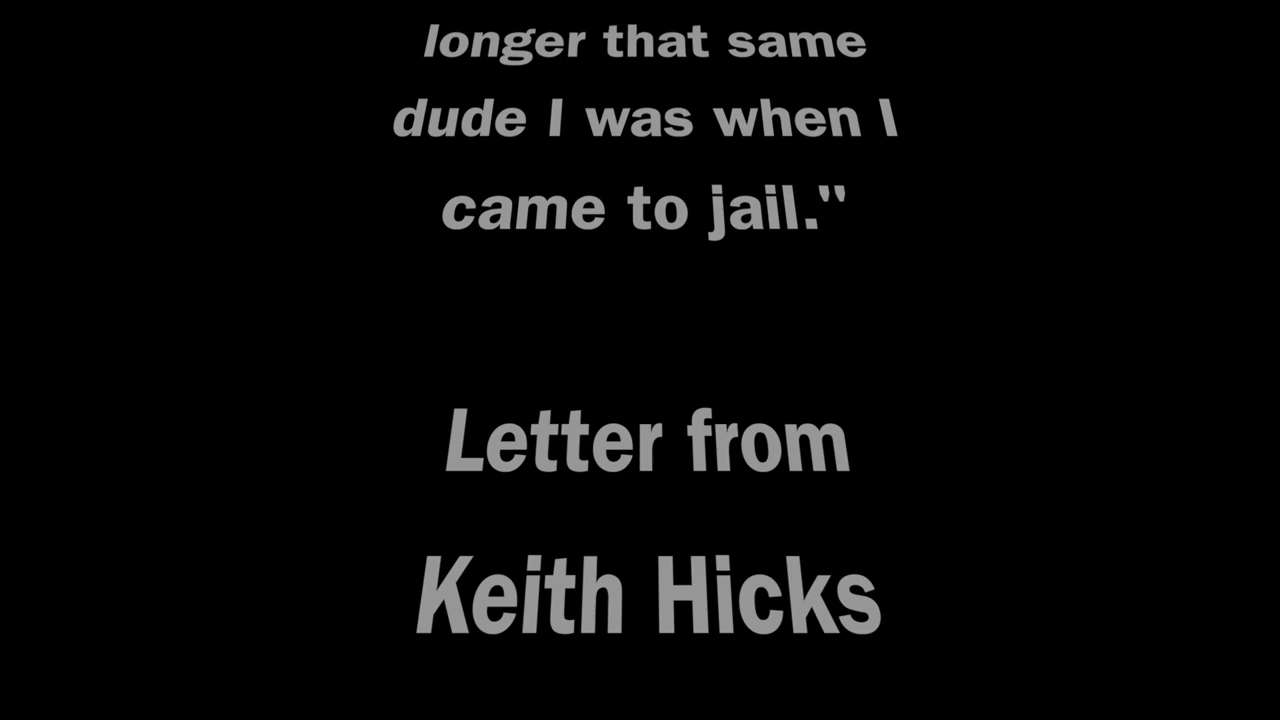 longer that same
dude I was when I
came to jail."
Letter from
Keith Hicks